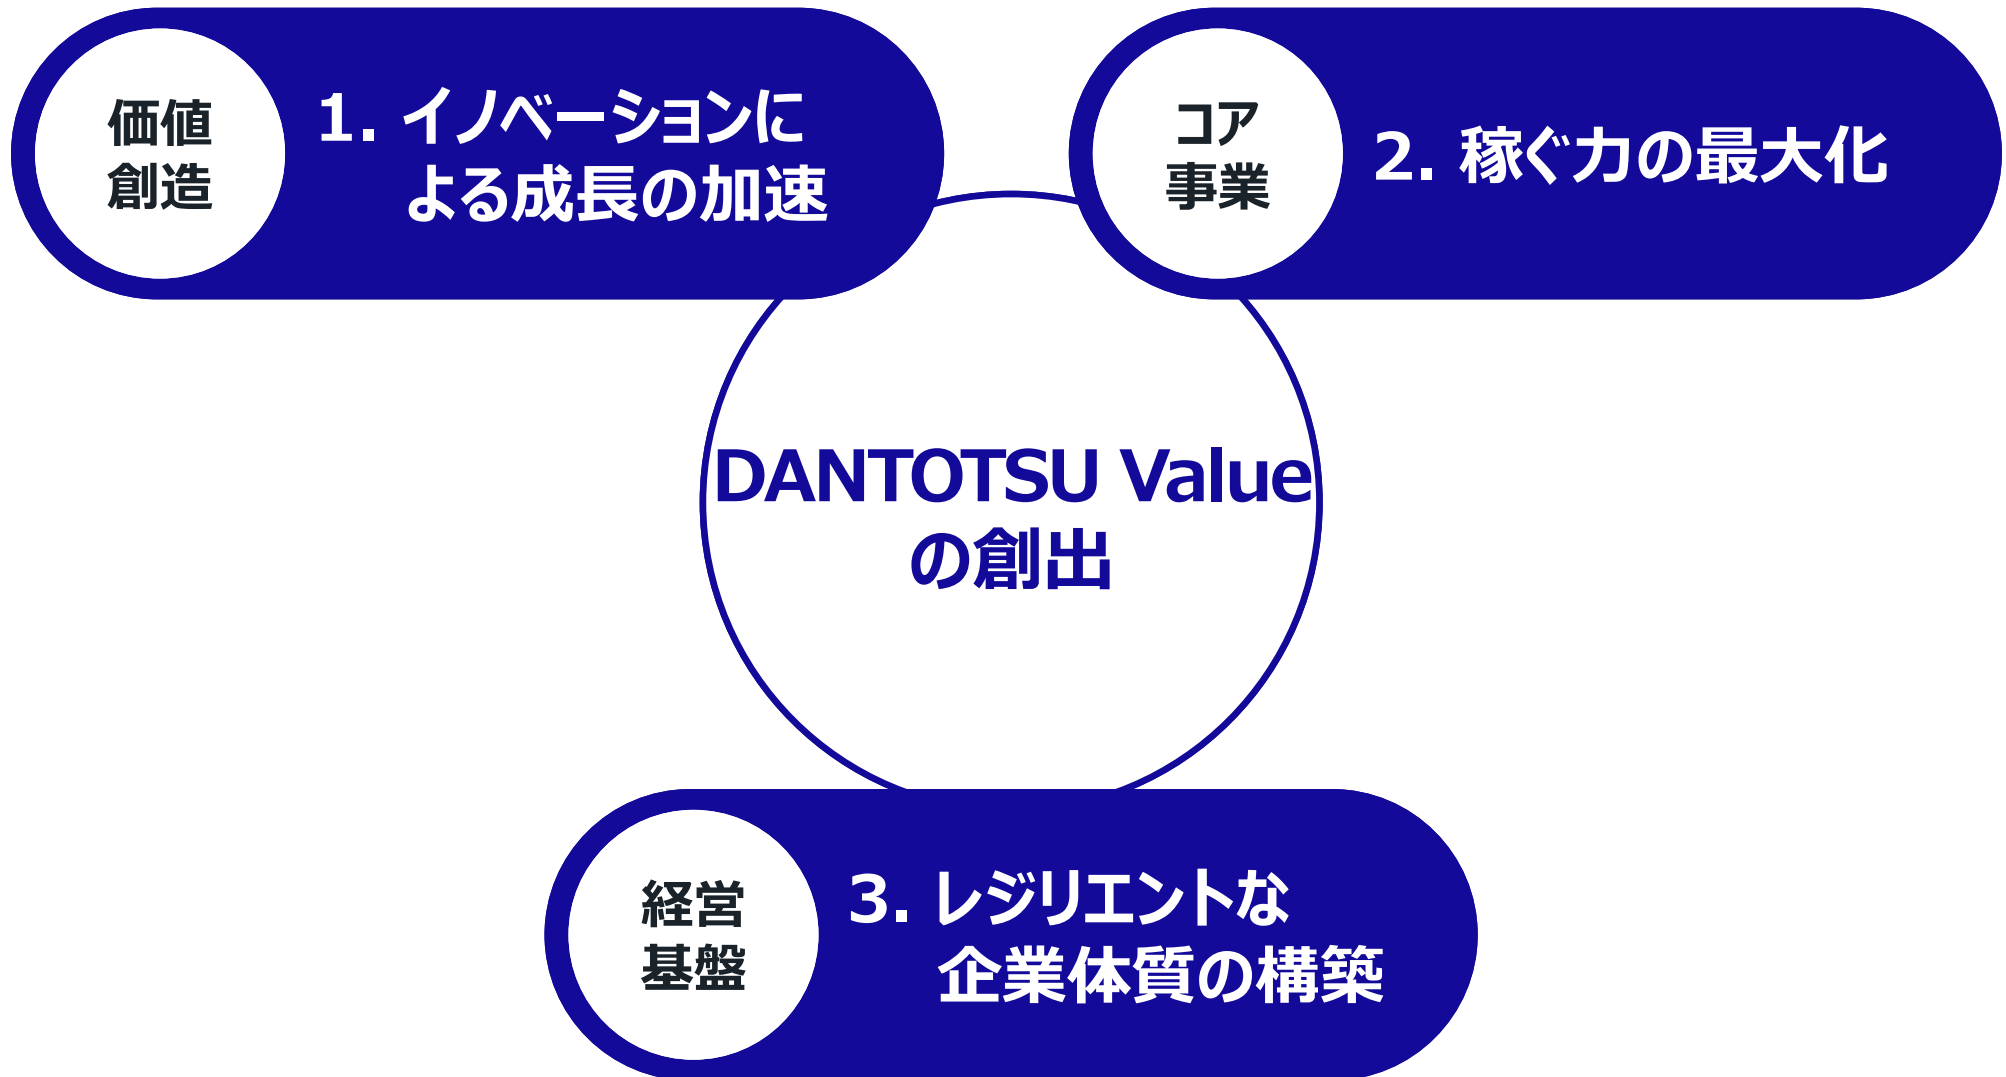 価値
創造
1. イノベーションに
よる成長の加速
コア
事業
2. 稼ぐ力の最大化
DANTOTSU Value
の創出
経営
基盤
3. レジリエントな
企業体質の構築